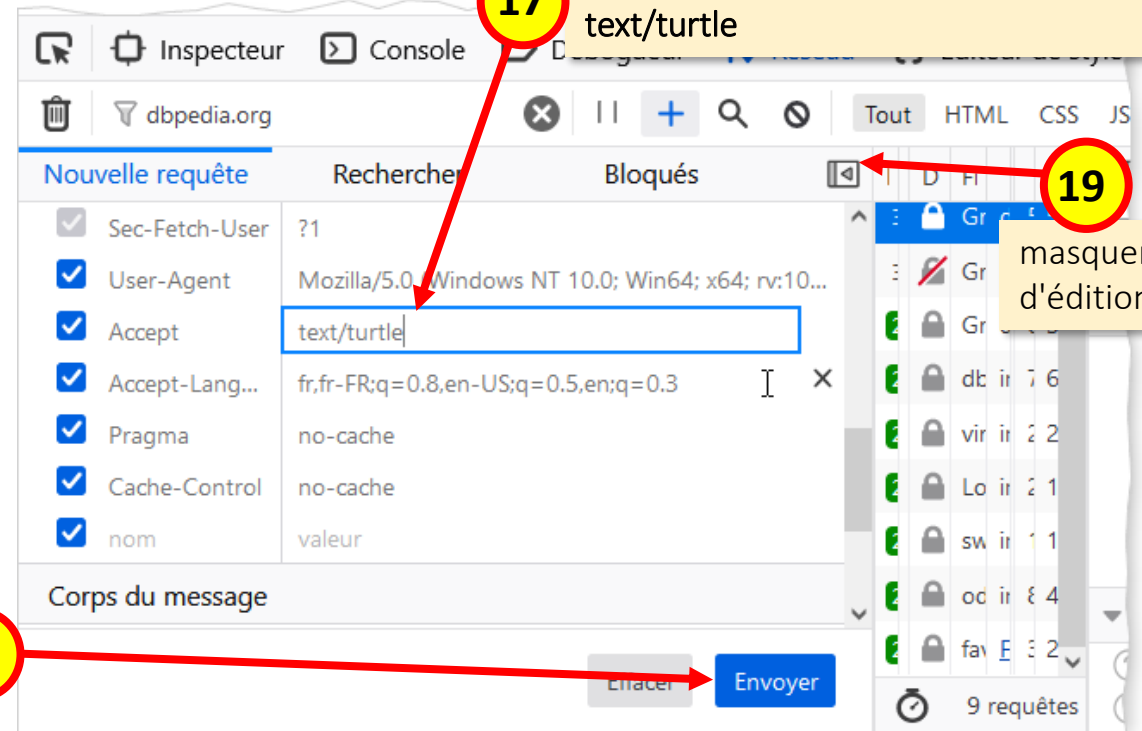 17
text/turtle
Inspecteur Console
dbpedia.org Tout HTML CSS JS
Nouvelle requête Rechercher Bloqués
19
Sec-Fetch-User ?1
masquer
d'édition
User-Agent Mozilla/5.0 (Windows NT 10.0; Win64; x64; rv:10...
Accept text/turtle
Accept-Lang... fr,fr-FR;q=0.8,en-US;q=0.5,en;q=0.3
Pragma no-cache
Cache-Control no-cache
nom valeur
Corps du message
Effacer Envoyer
9 requêtes